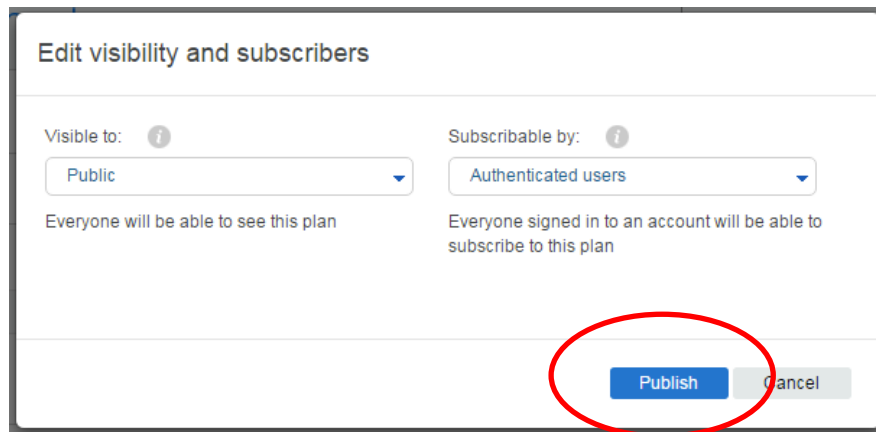 Edit visibility and subscribers
Visible to:
Public
Everyone will be able to see this plan
Subscribable by:
Authenticated users
Everyone signed in to an account will be able to
subscribe to this plan
Publish
Cancel